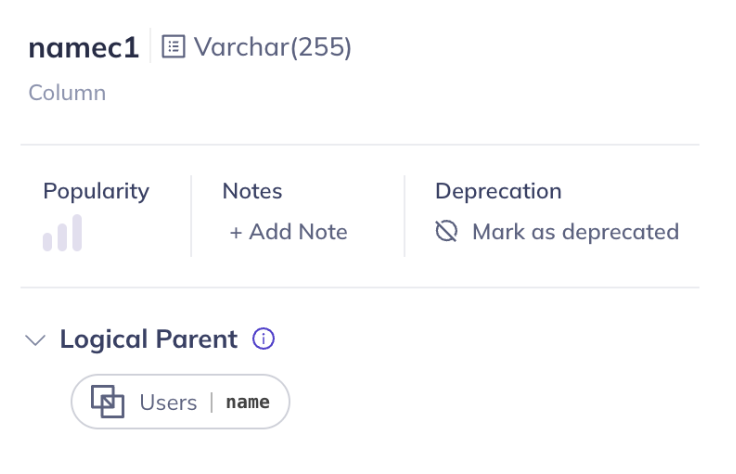 namec1 Varchar(255)
Column
Popularity Notes Deprecation
+ Add Note Mark as deprecated
Logical Parent
Users | name